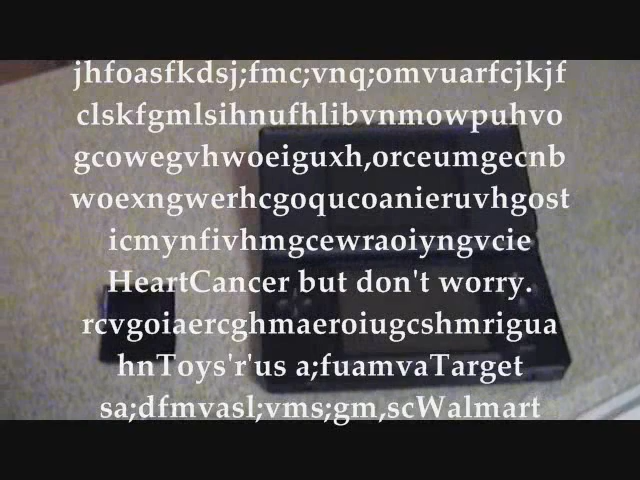 jhfoasfkdsj;fmc;vnq;omvuarfcjkjf
clskfgmlsihnufhlibvnmowpuhvo
gcowegvhwoeiguxh,orceumgecnb
woexngwerhcgoqucoanieruvhgost
icmynfivhmgcewraoiyngvcie
HeartCancer but don't worry.
rcvgoiaercghmaeroiugcshmrigua
hnToys'r'us a;fuamvaTarget
sa;dfmvasl;vms;gm,scWalmart